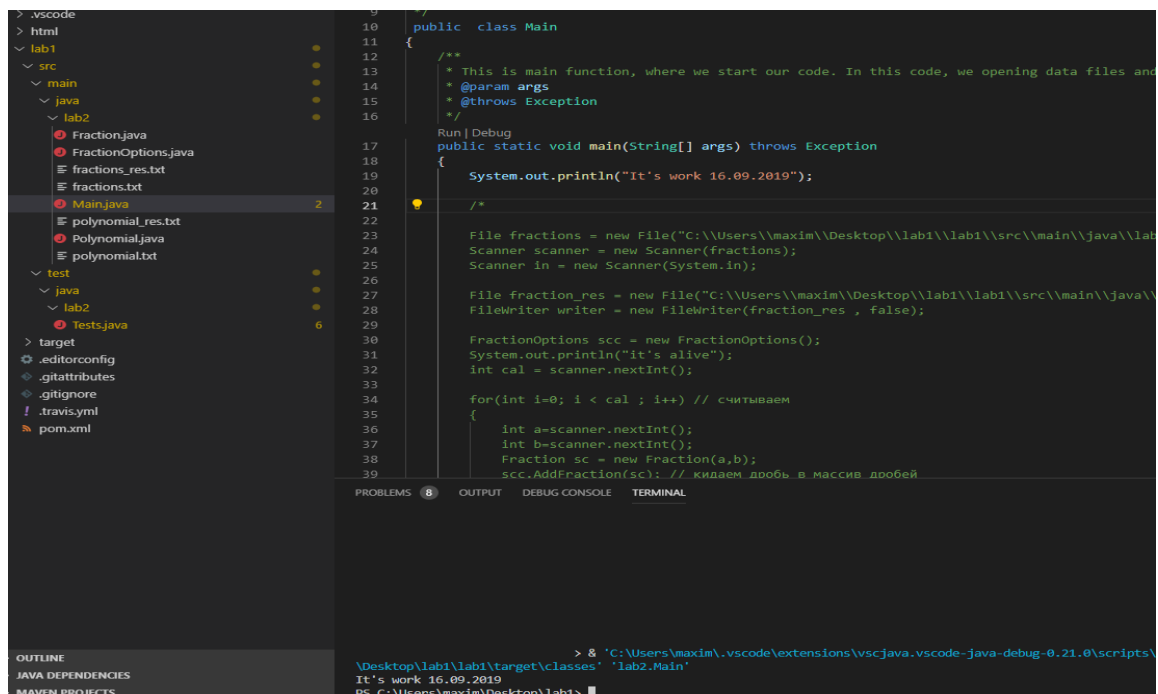 > .vscode
> html
lab1
src
main
java
lab2
Fraction.java
FractionOptions.java
fractions_res.txt
fractions.txt
Main.java 2
polynomial_res.txt
Polynomial.java
polynomial.txt
test
java
lab2
Tests.java 6
> target
.editorconfig
.gitattributes
.gitignore
! .travis.yml
pom.xml
OUTLINE
JAVA DEPENDENCIES
MAVEN PROJECTS
9 */
10 public class Main
11 {
12 /**
13 * This is main function, where we start our code. In this code, we opening data files and
14 * @param args
15 * @throws Exception
16 */
Run | Debug
17 public static void main(String[] args) throws Exception
18 {
19 System.out.println("It's work 16.09.2019");
20
21 /*
22
23 File fractions = new File("C:\\Users\\maxim\\Desktop\\lab1\\lab1\\src\\main\\java\\lab
24 Scanner scanner = new Scanner(fractions);
25 Scanner in = new Scanner(System.in);
26
27 File fraction_res = new File("C:\\Users\\maxim\\Desktop\\lab1\\lab1\\src\\main\\java\\
28 FileWriter writer = new FileWriter(fraction_res , false);
29
30 FractionOptions scc = new FractionOptions();
31 System.out.println("it's alive");
32 int cal = scanner.nextInt();
33
34 for(int i=0; i < cal ; i++) // считываем
35 {
36 int a=scanner.nextInt();
37 int b=scanner.nextInt();
38 Fraction sc = new Fraction(a,b);
39 scc.AddFraction(sc); // кидаем дробь в массив дробей
PROBLEMS 8 OUTPUT DEBUG CONSOLE TERMINAL
> & 'C:\Users\maxim\.vscode\extensions\vscjava.vscode-java-debug-0.21.0\scripts\
\Desktop\lab1\lab1\target\classes' 'lab2.Main'
It's work 16.09.2019
PS C:\Users\maxim\Desktop\lab1>